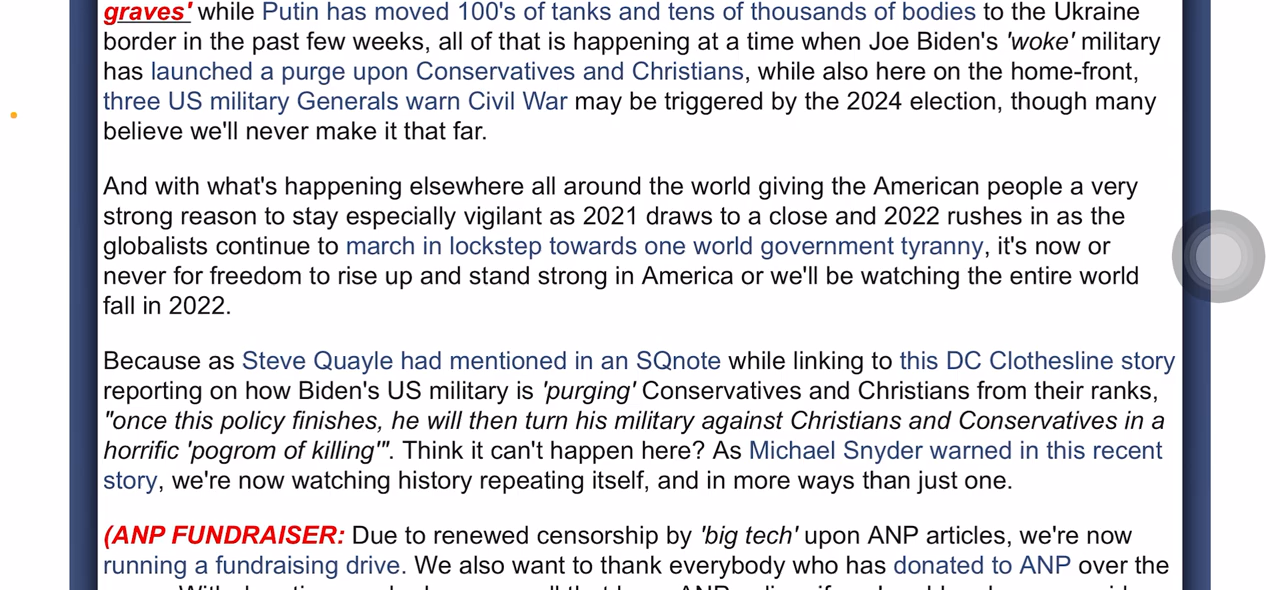 graves' while Putin has moved 100's of tanks and tens of thousands of bodies to the Ukraine
border in the past few weeks, all of that is happening at a time when Joe Biden's 'woke' military
has launched a purge upon Conservatives and Christians, while also here on the home-front,
three US military Generals warn Civil War may be triggered by the 2024 election, though many
believe we'll never make it that far.
And with what's happening elsewhere all around the world giving the American people a very
strong reason to stay especially vigilant as 2021 draws to a close and 2022 rushes in as the
globalists continue to march in lockstep towards one world government tyranny, it's now or
never for freedom to rise up and stand strong in America or we'll be watching the entire world
fall in 2022.
Because as Steve Quayle had mentioned in an SQnote while linking to this DC Clothesline story
reporting on how Biden's US military is 'purging' Conservatives and Christians from their ranks,
"once this policy finishes, he will then turn his military against Christians and Conservatives in a
horrific 'pogrom of killing'". Think it can't happen here? As Michael Snyder warned in this recent
story, we're now watching history repeating itself, and in more ways than just one.
(ANP FUNDRAISER: Due to renewed censorship by 'big tech' upon ANP articles, we're now
running a fundraising drive. We also want to thank everybody who has donated to ANP over the